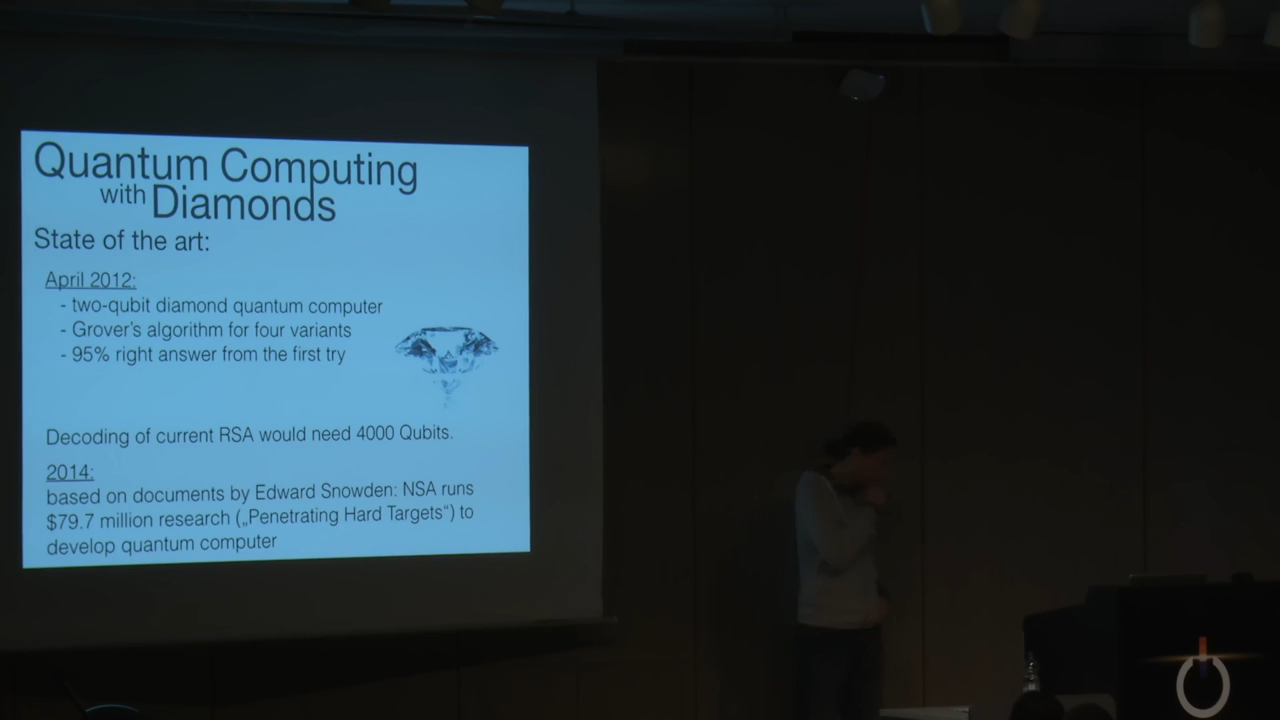 Quantum Computing
with Diamonds
State of the art:
April 2012:
- two-qubit diamond quantum computer
- Grover's algorithm for four variants
- 95% right answer from the first try
Decoding of current RSA would need 4000 Qubits.
2014:
based on documents by Edward Snowden: NSA runs
$79.7 million research („Penetrating Hard Targets“) to
develop quantum computer